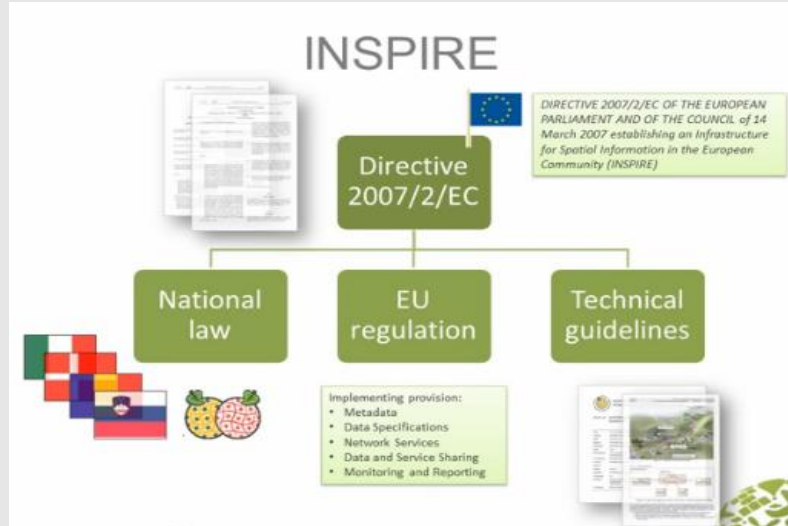 INSPIRE
DIRECTIVE 2007/2/EC OF THE EUROPEAN
PARLIAMENT AND OF THE COUNCIL of 14
March 2007 establishing an Infrastructure
for Spatial Information in the European
Community (INSPIRE)
Directive
2007/2/EC
National
law
EU
regulation
Technical
guidelines
Implementing provision:
• Metadata
• Data Specifications
• Network Services
• Data and Service Sharing
• Monitoring and Reporting